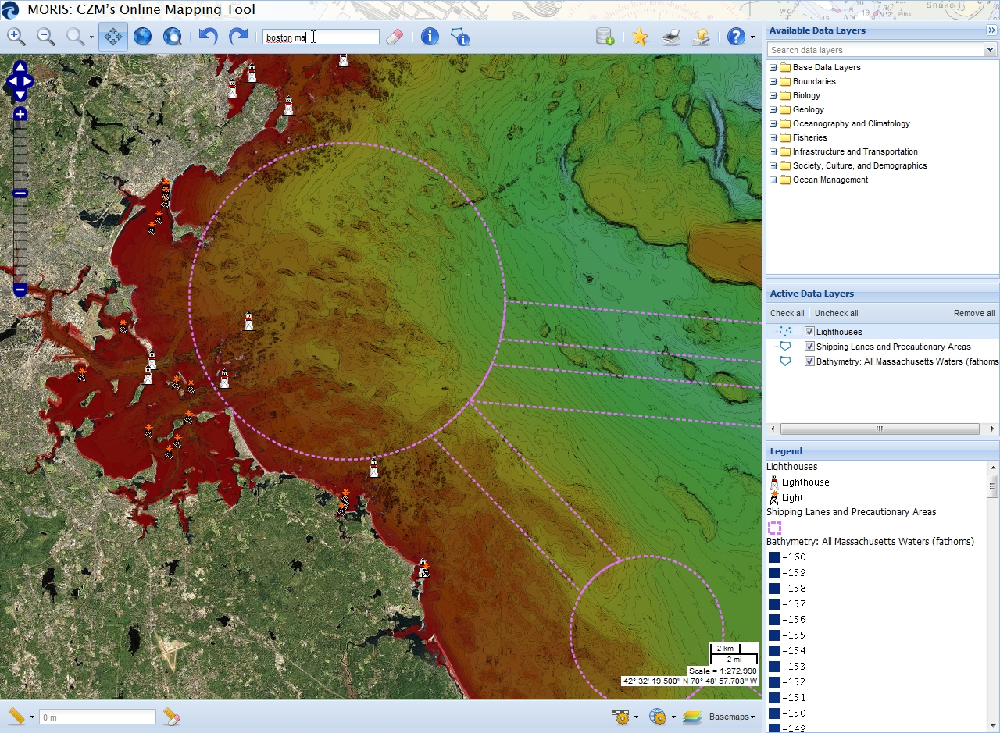 MORIS: CZM's Online Mapping Tool
boston ma
Available Data Layers
Search data layers
Base Data Layers
Boundaries
Biology
Geology
Oceanography and Climatology
Fisheries
Infrastructure and Transportation
Society, Culture, and Demographics
Ocean Management
Active Data Layers
Check all Uncheck all Remove all
Lighthouses
Shipping Lanes and Precautionary Areas
Bathymetry: All Massachusetts Waters (fathoms
Legend
Lighthouses
Lighthouse
Light
Shipping Lanes and Precautionary Areas
Bathymetry: All Massachusetts Waters (fathoms)
-160
-159
-158
-157
-156
-155
-154
-153
-152
-151
-150
-149
2 km
2 mi
Scale = 1:272,990
42° 32' 19.500" N 70° 48' 57.708" W
0 m
Basemaps